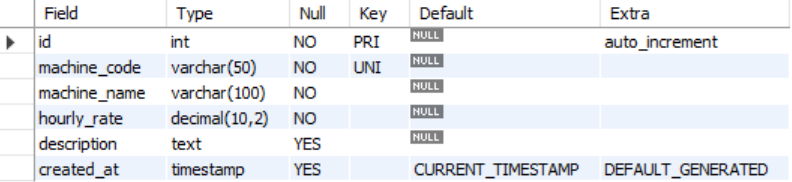 Field Type Null Key Default Extra
id int NO PRI NULL auto_increment
machine_code varchar(50) NO UNI NULL
machine_name varchar(100) NO NULL
hourly_rate decimal(10,2) NO NULL
description text YES NULL
created_at timestamp YES CURRENT_TIMESTAMP DEFAULT_GENERATED